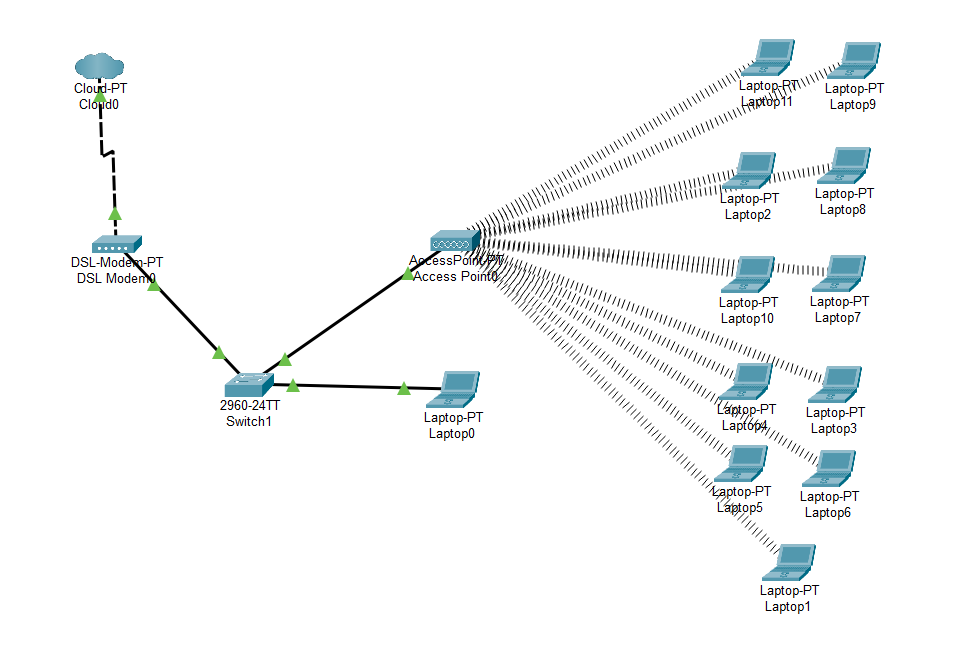 Cloud-PT
Cloud0
DSL-Modem-PT
DSL Modem0
2960-24TT
Switch1
AccessPoint-PT
Access Point0
Laptop-PT
Laptop0
Laptop-PT
Laptop11
Laptop-PT
Laptop9
Laptop-PT
Laptop2
Laptop-PT
Laptop8
Laptop-PT
Laptop10
Laptop-PT
Laptop7
Laptop-PT
Laptop4
Laptop-PT
Laptop3
Laptop-PT
Laptop5
Laptop-PT
Laptop6
Laptop-PT
Laptop1